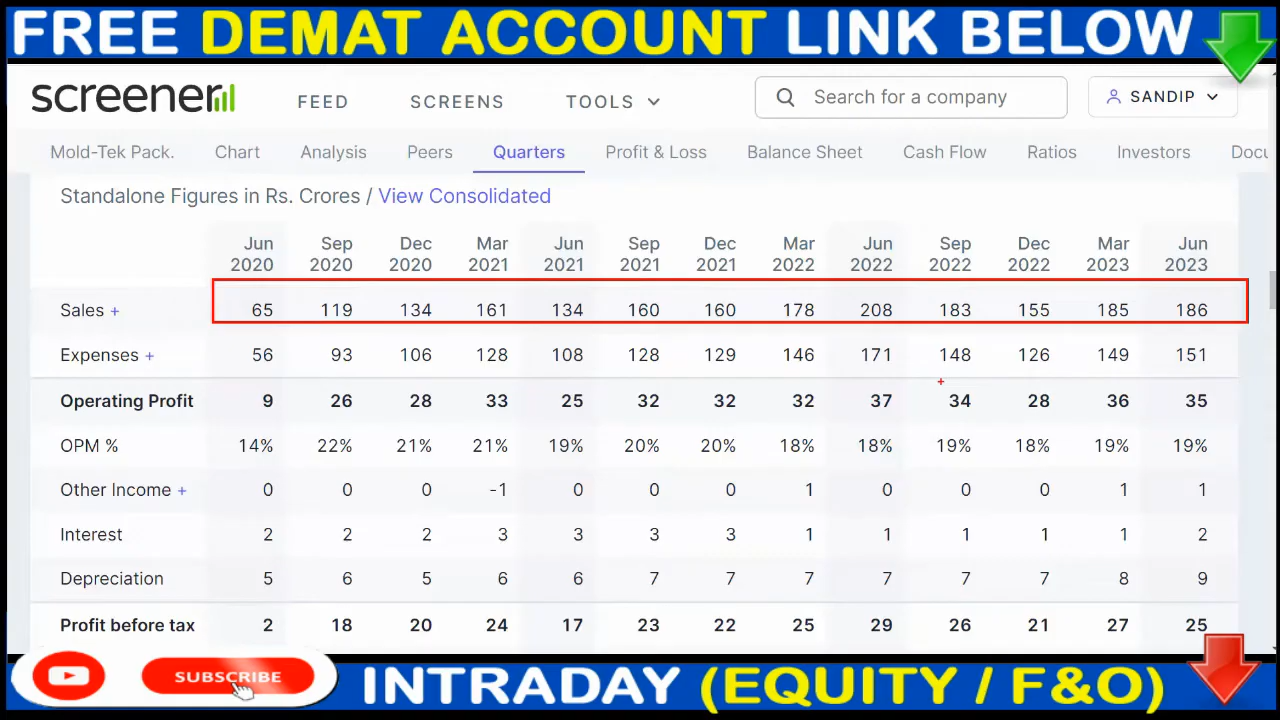 FREE DEMAT ACCOUNT LINK BELOW
screener FEED SCREENS TOOLS Search for a company SANDIP
Mold-Tek Pack. Chart Analysis Peers Quarters Profit & Loss Balance Sheet Cash Flow Ratios Investors Docu
Standalone Figures in Rs. Crores / View Consolidated
Jun Sep Dec Mar Jun Sep Dec Mar Jun Sep Dec Mar Jun
2020 2020 2020 2021 2021 2021 2021 2022 2022 2022 2022 2023 2023
Sales + 65 119 134 161 134 160 160 178 208 183 155 185 186
Expenses + 56 93 106 128 108 128 129 146 171 148 126 149 151
Operating Profit 9 26 28 33 25 32 32 32 37 34 28 36 35
OPM % 14% 22% 21% 21% 19% 20% 20% 18% 18% 19% 18% 19% 19%
Other Income + 0 0 0 -1 0 0 0 1 0 0 0 1 1
Interest 2 2 2 3 3 3 3 1 1 1 1 1 2
Depreciation 5 6 5 6 6 7 7 7 7 7 7 8 9
Profit before tax 2 18 20 24 17 23 22 25 29 26 21 27 25
SUBSCRIBE INTRADAY (EQUITY / F&O)